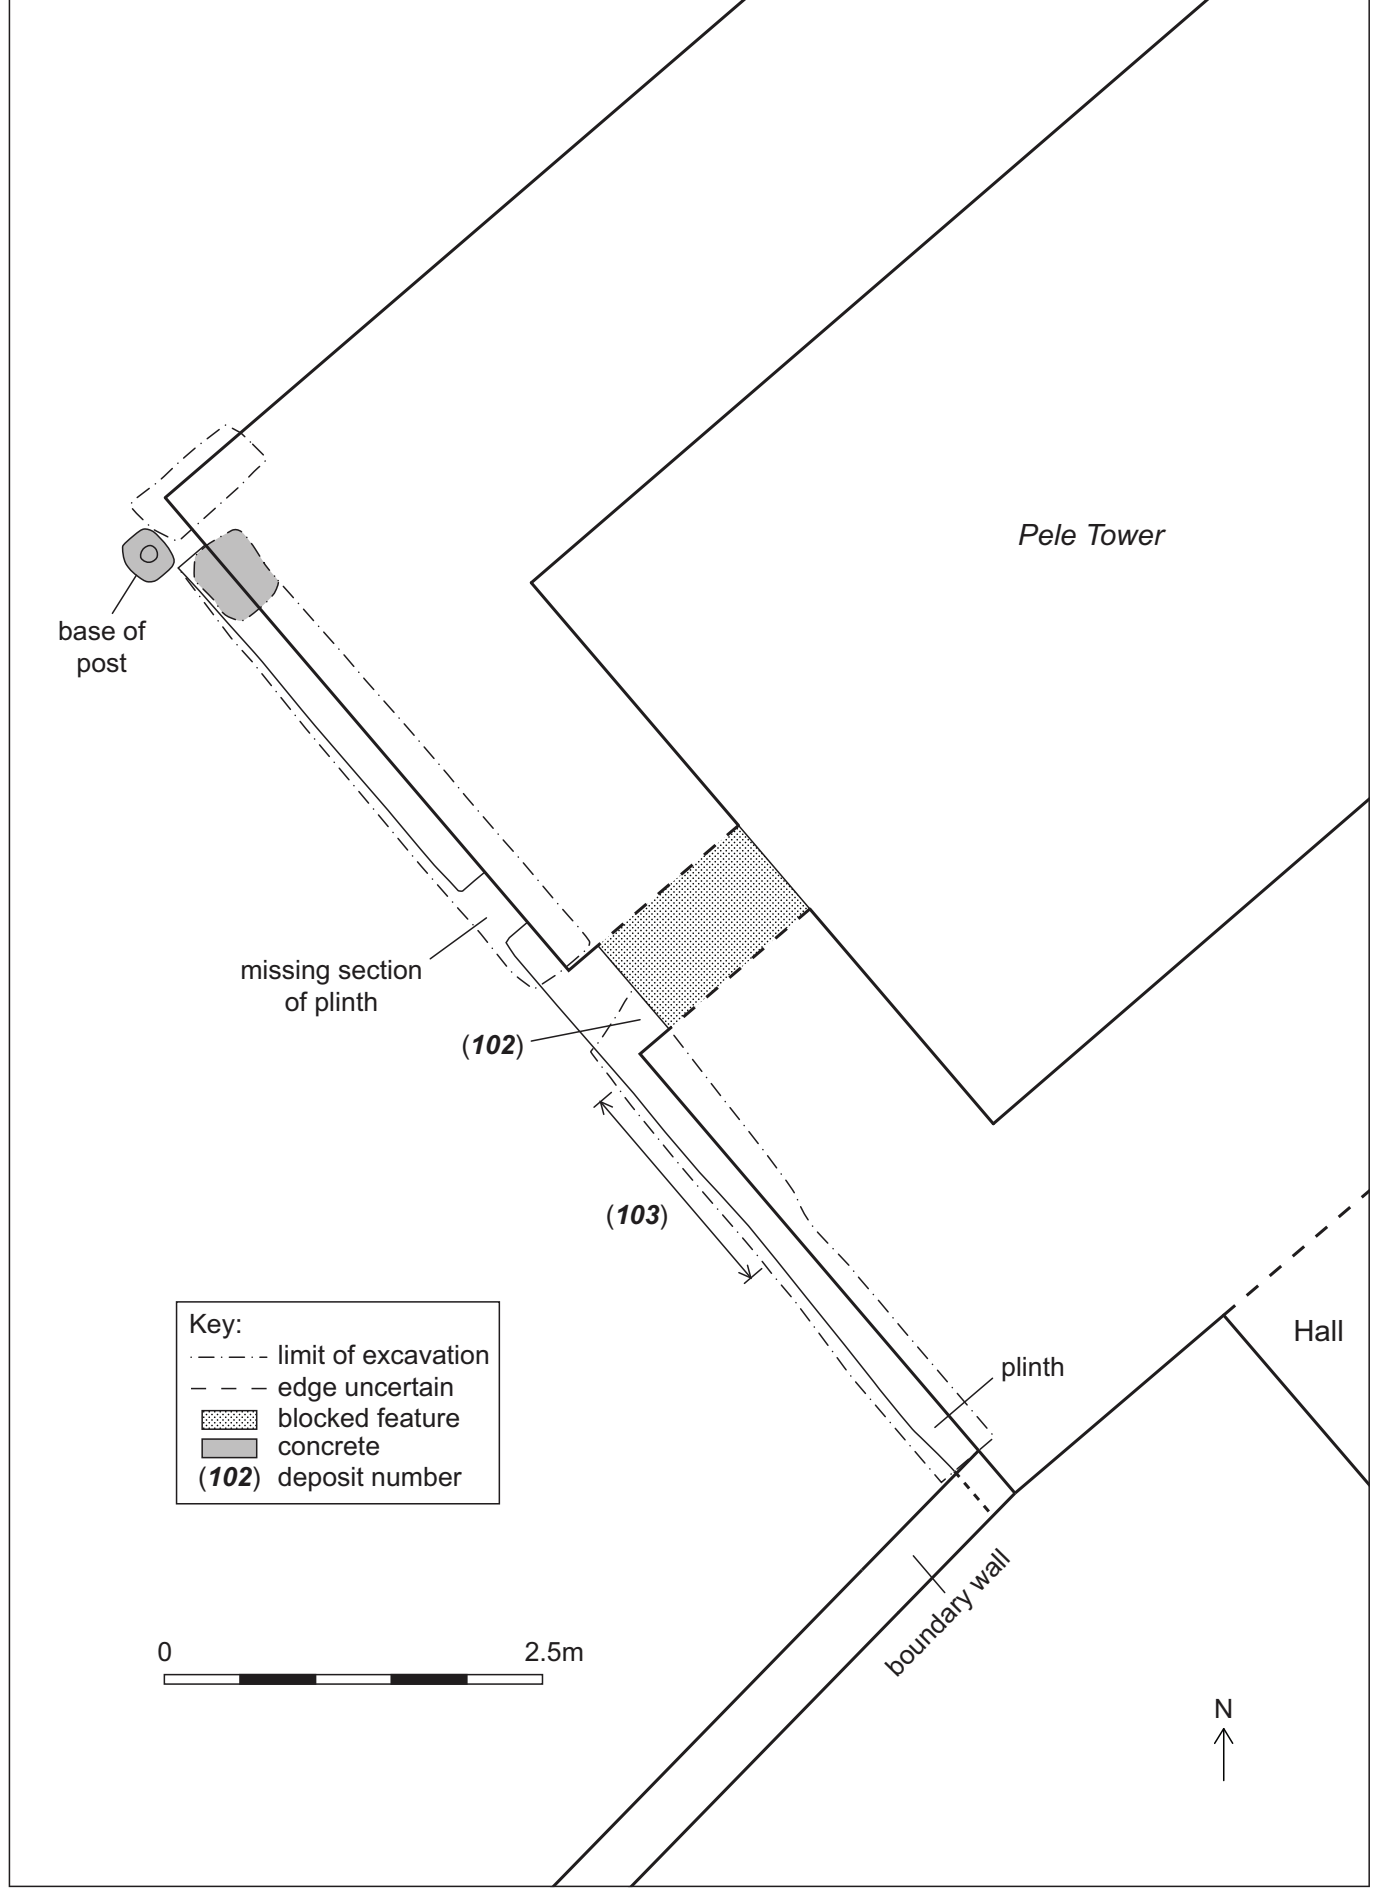 Pele Tower
base of
post
missing section
of plinth
(102)
(103)
Hall
plinth
Key:
limit of excavation
edge uncertain
blocked feature
concrete
(102) deposit number
boundary wall
0 2.5m
N